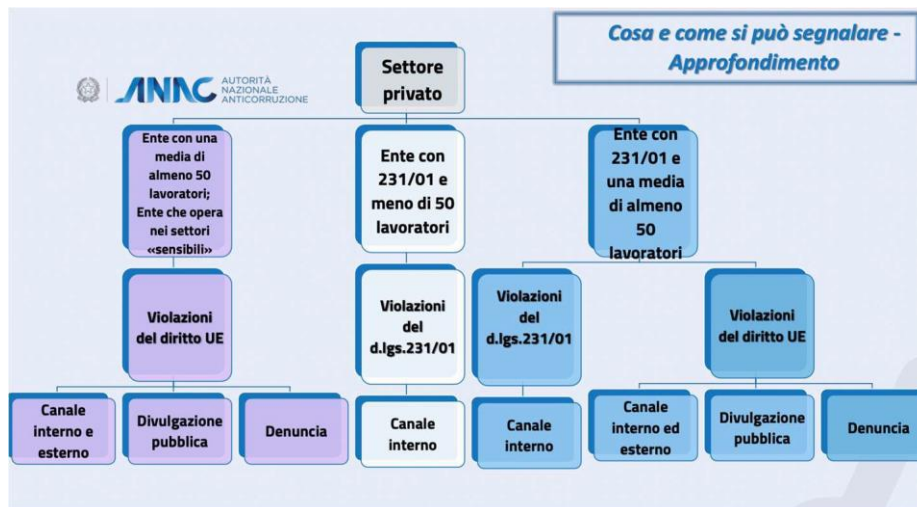 Cosa e come si può segnalare -
Approfondimento
ANAC
AUTORITÀ
NAZIONALE
ANTICORRUZIONE
Settore
privato
Ente con una
media di
almeno 50
lavoratori;
Ente che opera
nei settori
«sensibili»
Ente con
231/01 e
meno di 50
lavoratori
Ente con
231/01 e
una media
di almeno
50
lavoratori
Violazioni
del diritto UE
Violazioni
del
d.lgs.231/01
Violazioni
del
d.lgs.231/01
Violazioni
del diritto UE
Canale
interno e
esterno
Divulgazione
pubblica
Denuncia
Canale
interno
Canale
interno
Canale
interno ed
esterno
Divulgazione
pubblica
Denuncia